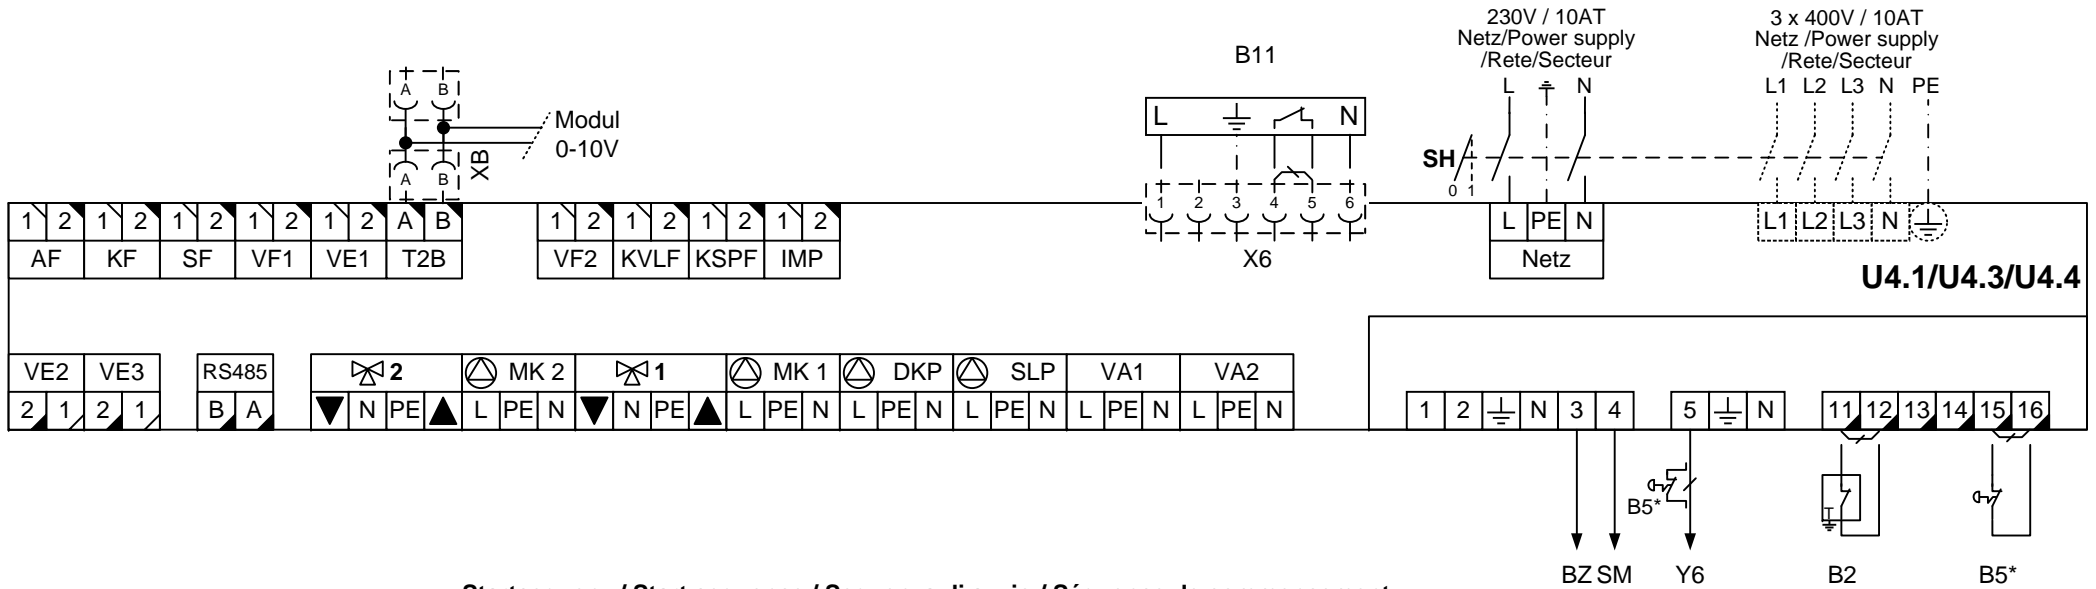 230V / 10AT
Netz/Power supply
/Rete/Secteur
3 x 400V / 10AT
Netz /Power supply
/Rete/Secteur
B11
L N
L1 L2 L3 N PE
A B
Modul
0-10V
XB
A B
L N
SH
0 1
1 2 3 4 5 6
X6
1 2 1 2 1 2 1 2 1 2 A B
AF KF SF VF1 VE1 T2B
1 2 1 2 1 2 1 2
VF2 KVLF KSPF IMP
L PE N
Netz
L1 L2 L3 N
U4.1/U4.3/U4.4
VE2 VE3 RS485 2 MK 2 1 MK 1 DKP SLP VA1 VA2
2 1 2 1 B A N PE L PE N N PE L PE N L PE N L PE N L PE N L PE N
1 2 N 3 4 5 N 11 12 13 14 15 16
B5*
T
BZ SM Y6 B2 B5*